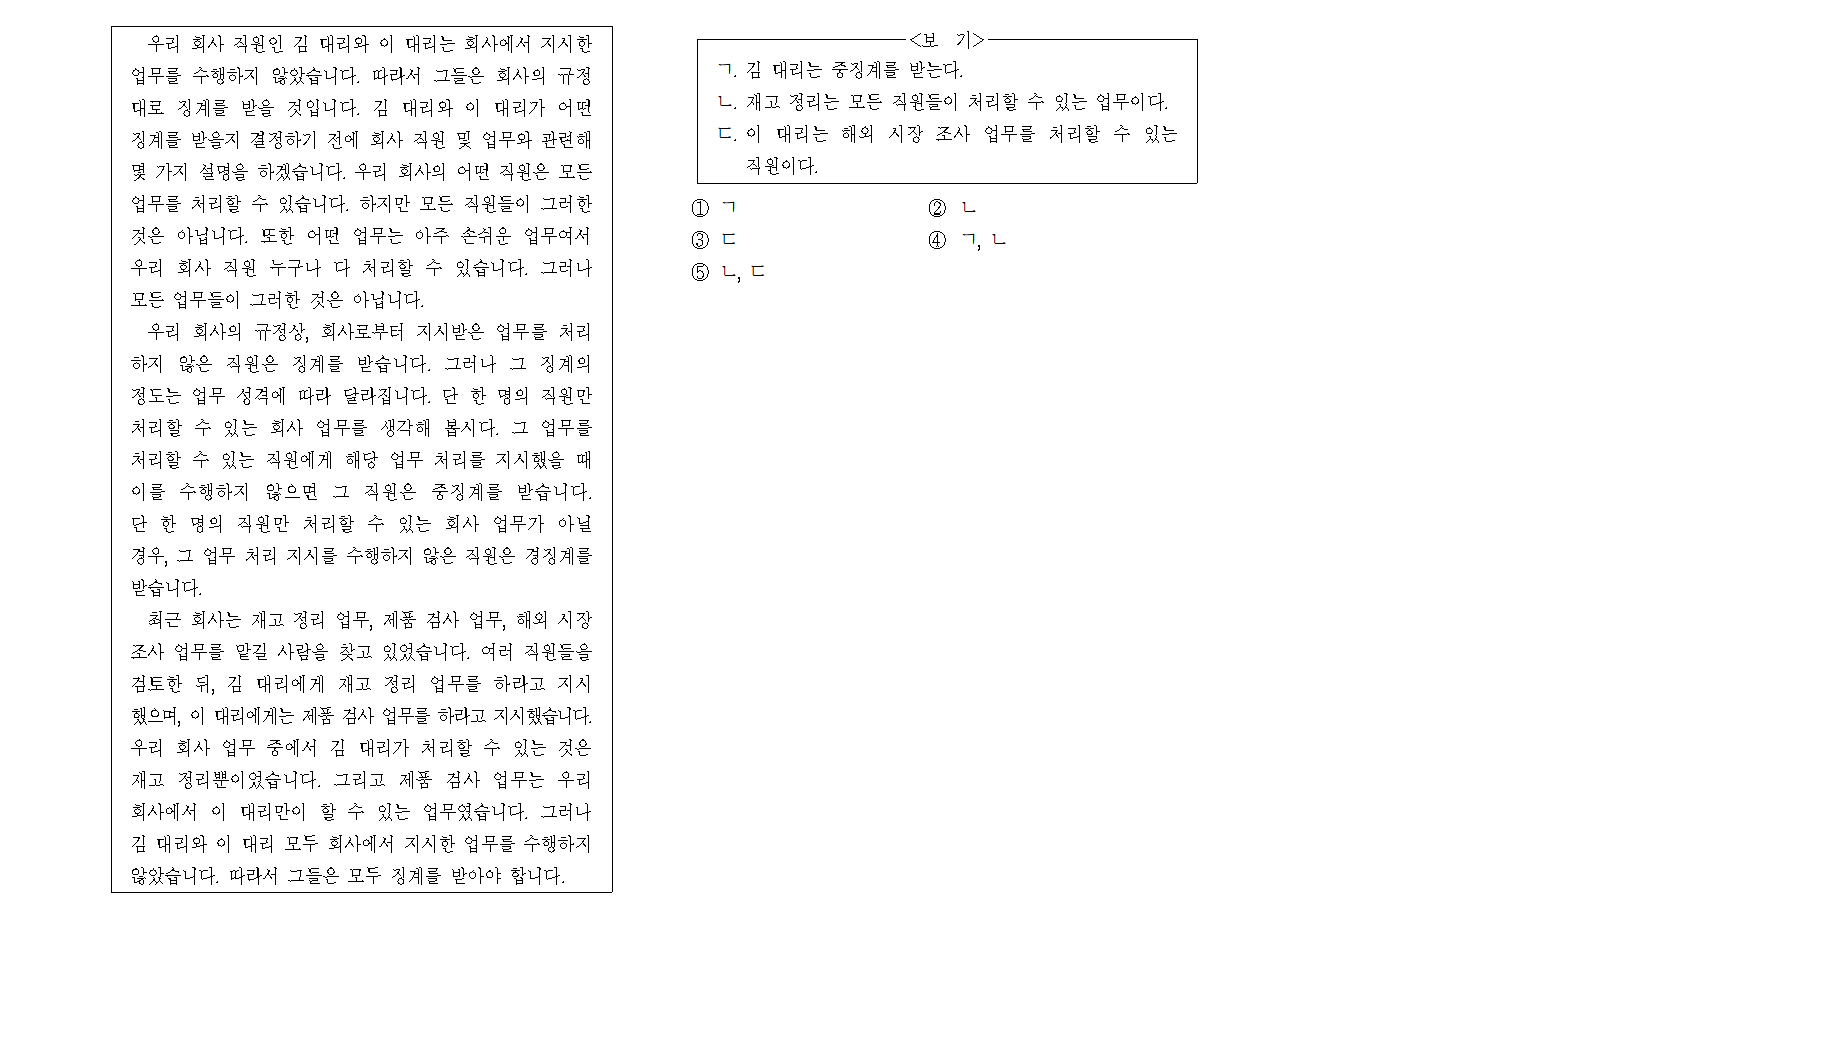 우리 회사 직원인 김 대리와 이 대리는 회사에서 지시한
업무를 수행하지 않았습니다. 따라서 그들은 회사의 규정
대로 징계를 받을 것입니다. 김 대리와 이 대리가 어떤
징계를 받을지 결정하기 전에 회사 직원 및 업무와 관련해
몇 가지 설명을 하겠습니다. 우리 회사의 어떤 직원은 모든
업무를 처리할 수 있습니다. 하지만 모든 직원들이 그러한
것은 아닙니다. 또한 어떤 업무는 아주 손쉬운 업무여서
우리 회사 직원 누구나 다 처리할 수 있습니다. 그러나
모든 업무들이 그러한 것은 아닙니다.
우리 회사의 규정상, 회사로부터 지시받은 업무를 처리
하지 않은 직원은 징계를 받습니다. 그러나 그 징계의
정도는 업무 성격에 따라 달라집니다. 단 한 명의 직원만
처리할 수 있는 회사 업무를 생각해 봅시다. 그 업무를
처리할 수 있는 직원에게 해당 업무 처리를 지시했을 때
이를 수행하지 않으면 그 직원은 중징계를 받습니다.
단 한 명의 직원만 처리할 수 있는 회사 업무가 아닐
경우, 그 업무 처리 지시를 수행하지 않은 직원은 경징계를
받습니다.
최근 회사는 재고 정리 업무, 제품 검사 업무, 해외 시장
조사 업무를 맡길 사람을 찾고 있었습니다. 여러 직원들을
검토한 뒤, 김 대리에게 재고 정리 업무를 하라고 지시
했으며, 이 대리에게는 제품 검사 업무를 하라고 지시했습니다.
우리 회사 업무 중에서 김 대리가 처리할 수 있는 것은
재고 정리뿐이었습니다. 그리고 제품 검사 업무는 우리
회사에서 이 대리만이 할 수 있는 업무였습니다. 그러나
김 대리와 이 대리 모두 회사에서 지시한 업무를 수행하지
않았습니다. 따라서 그들은 모두 징계를 받아야 합니다.
<보 기>
ㄱ. 김 대리는 중징계를 받는다.
ㄴ. 재고 정리는 모든 직원들이 처리할 수 있는 업무이다.
ㄷ. 이 대리는 해외 시장 조사 업무를 처리할 수 있는
직원이다.
① ㄱ ② ㄴ
③ ㄷ ④ ㄱ, ㄴ
⑤ ㄴ, ㄷ